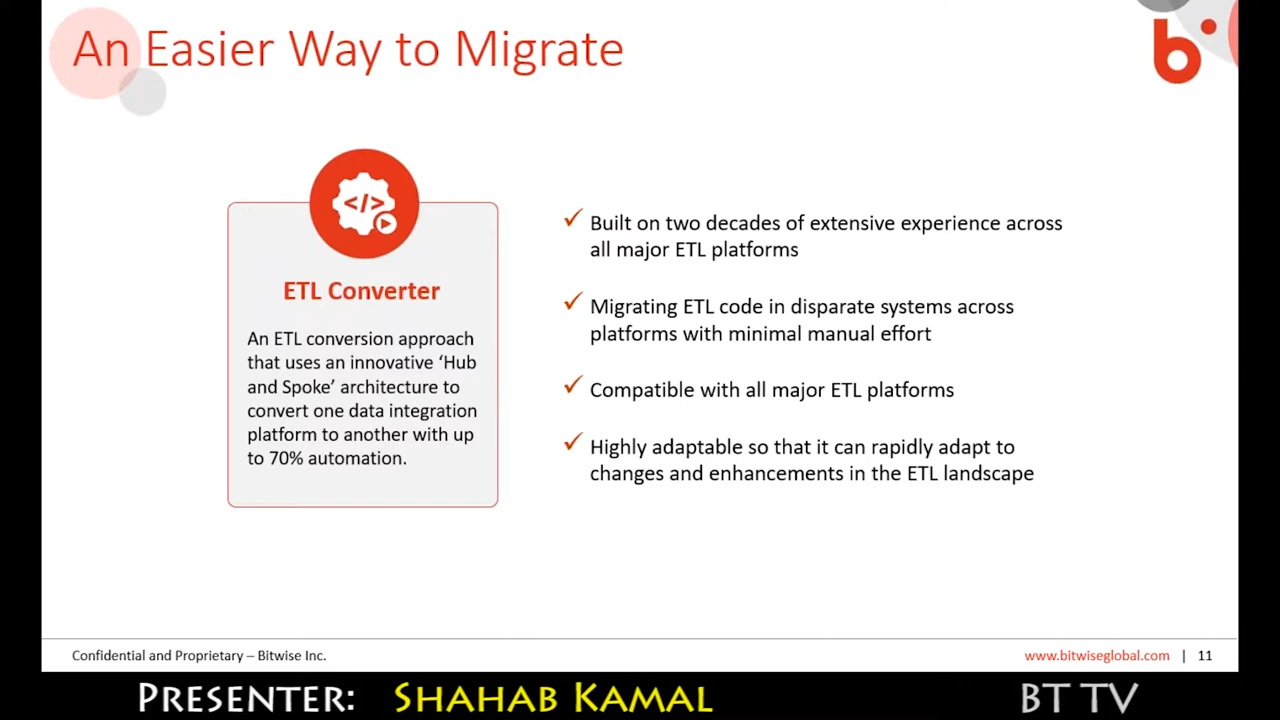 An Easier Way to Migrate
b
</>
ETL Converter
An ETL conversion approach
that uses an innovative ‘Hub
and Spoke’ architecture to
convert one data integration
platform to another with up
to 70% automation.
✓ Built on two decades of extensive experience across
all major ETL platforms
✓ Migrating ETL code in disparate systems across
platforms with minimal manual effort
✓ Compatible with all major ETL platforms
✓ Highly adaptable so that it can rapidly adapt to
changes and enhancements in the ETL landscape
Confidential and Proprietary – Bitwise Inc.
www.bitwiseglobal.com | 11
Presenter: Shahab Kamal
BT TV